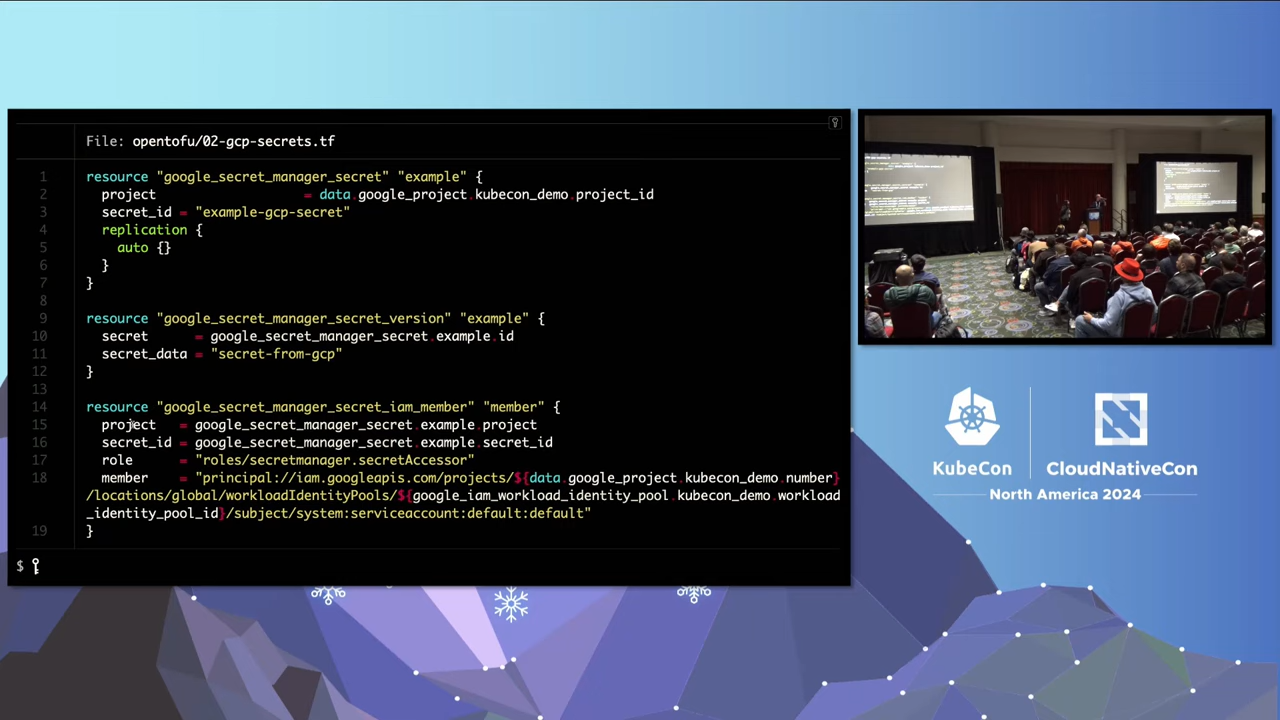 File: opentofu/02-gcp-secrets.tf
1 resource "google_secret_manager_secret" "example" {
2 project = data.google_project.kubecon_demo.project_id
3 secret_id = "example-gcp-secret"
4 replication {
5 auto {}
6 }
7 }
8
9 resource "google_secret_manager_secret_version" "example" {
10 secret = google_secret_manager_secret.example.id
11 secret_data = "secret-from-gcp"
12 }
13
14 resource "google_secret_manager_secret_iam_member" "member" {
15 project = google_secret_manager_secret.example.project
16 secret_id = google_secret_manager_secret.example.secret_id
17 role = "roles/secretmanager.secretAccessor"
18 member = "principal://iam.googleapis.com/projects/${data.google_project.kubecon_demo.number}
/locations/global/workloadIdentityPools/${google_iam_workload_identity_pool.kubecon_demo.workload
_identity_pool_id}/subject/system:serviceaccount:default:default"
19 }
$
KubeCon
CloudNativeCon
North America 2024